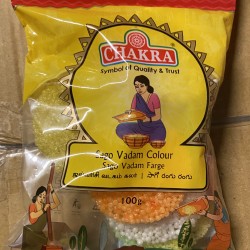 CHAKRA
Symbol of Quality & Trust
Sago Vadam Colour
Sago Vadam Farge
100g